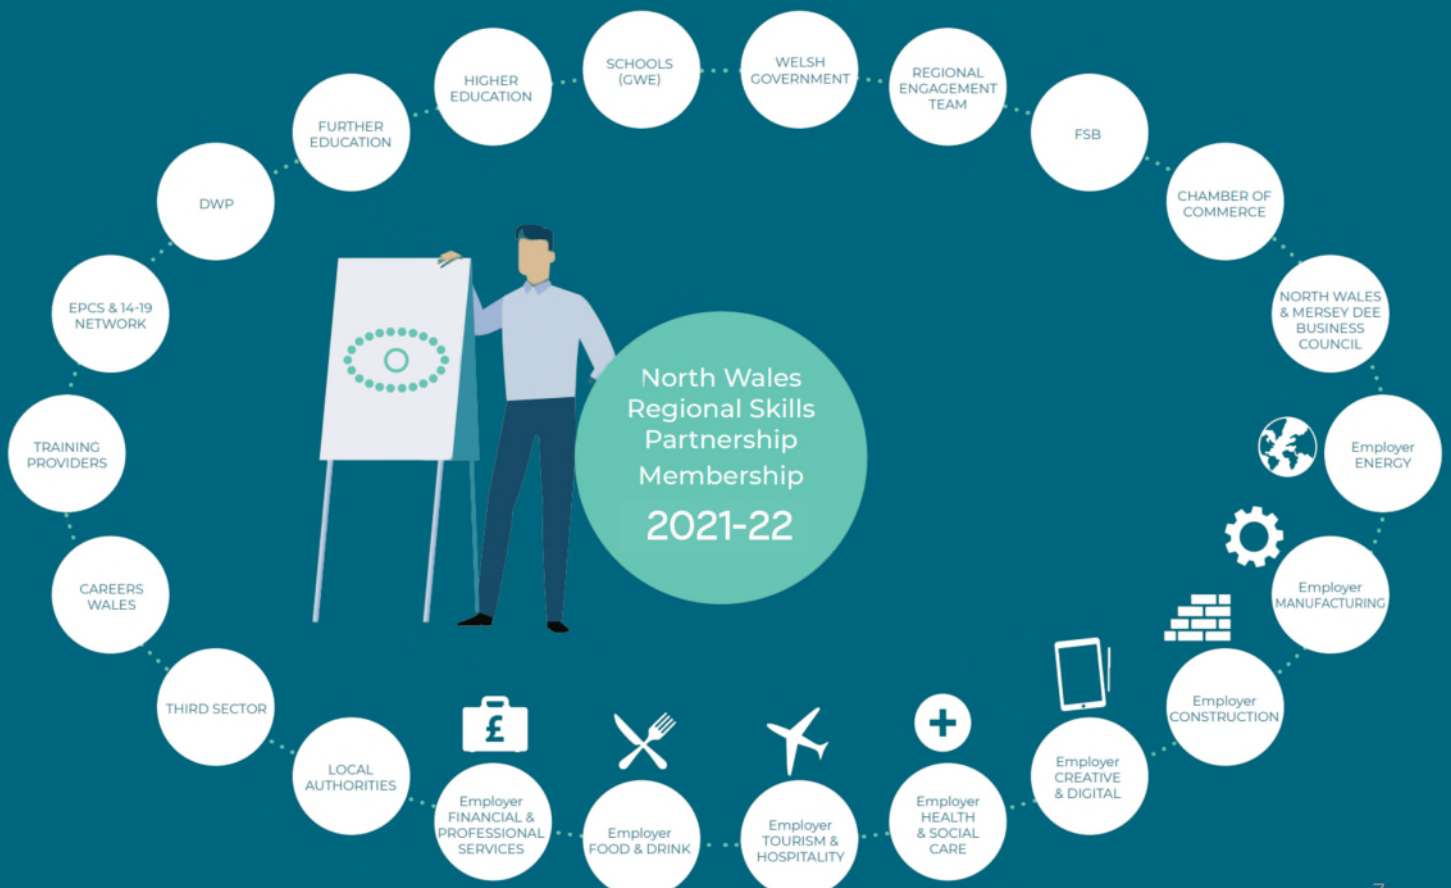 SCHOOLS
(GWE)
WELSH
GOVERNMENT
REGIONAL
ENGAGEMENT
TEAM
FSB
CHAMBER OF
COMMERCE
NORTH WALES
& MERSEY DEE
BUSINESS
COUNCIL
Employer
ENERGY
Employer
MANUFACTURING
Employer
CONSTRUCTION
Employer
CREATIVE
& DIGITAL
Employer
HEALTH
& SOCIAL
CARE
Employer
TOURISM &
HOSPITALITY
Employer
FOOD & DRINK
£
Employer
FINANCIAL &
PROFESSIONAL
SERVICES
LOCAL
AUTHORITIES
THIRD SECTOR
CAREERS
WALES
TRAINING
PROVIDERS
EPCS & 14-19
NETWORK
DWP
FURTHER
EDUCATION
HIGHER
EDUCATION
North Wales
Regional Skills
Partnership
Membership
2021-22